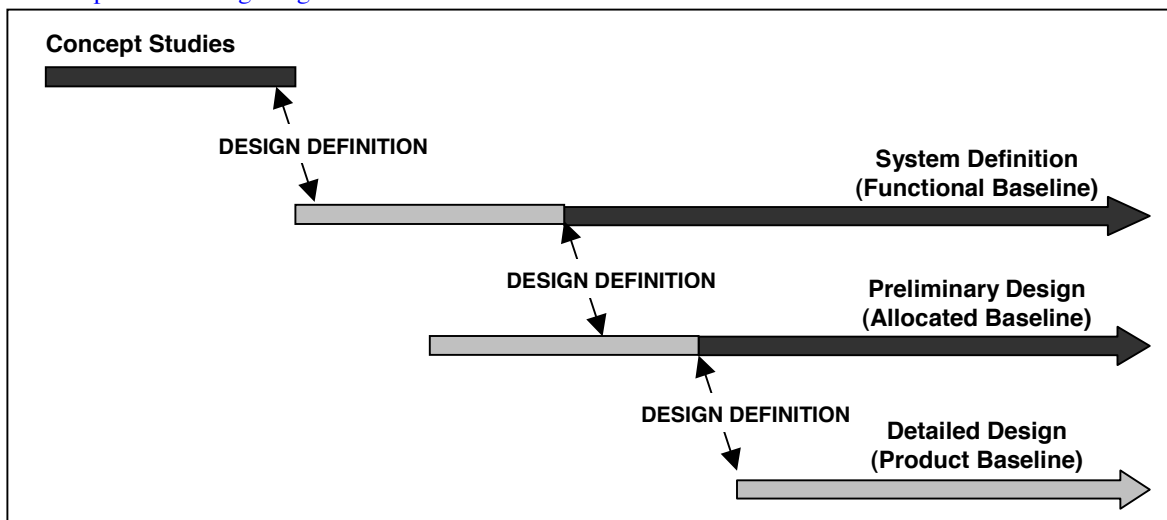 Concept Studies
DESIGN DEFINITION
System Definition
(Functional Baseline)
DESIGN DEFINITION
Preliminary Design
(Allocated Baseline)
DESIGN DEFINITION
Detailed Design
(Product Baseline)